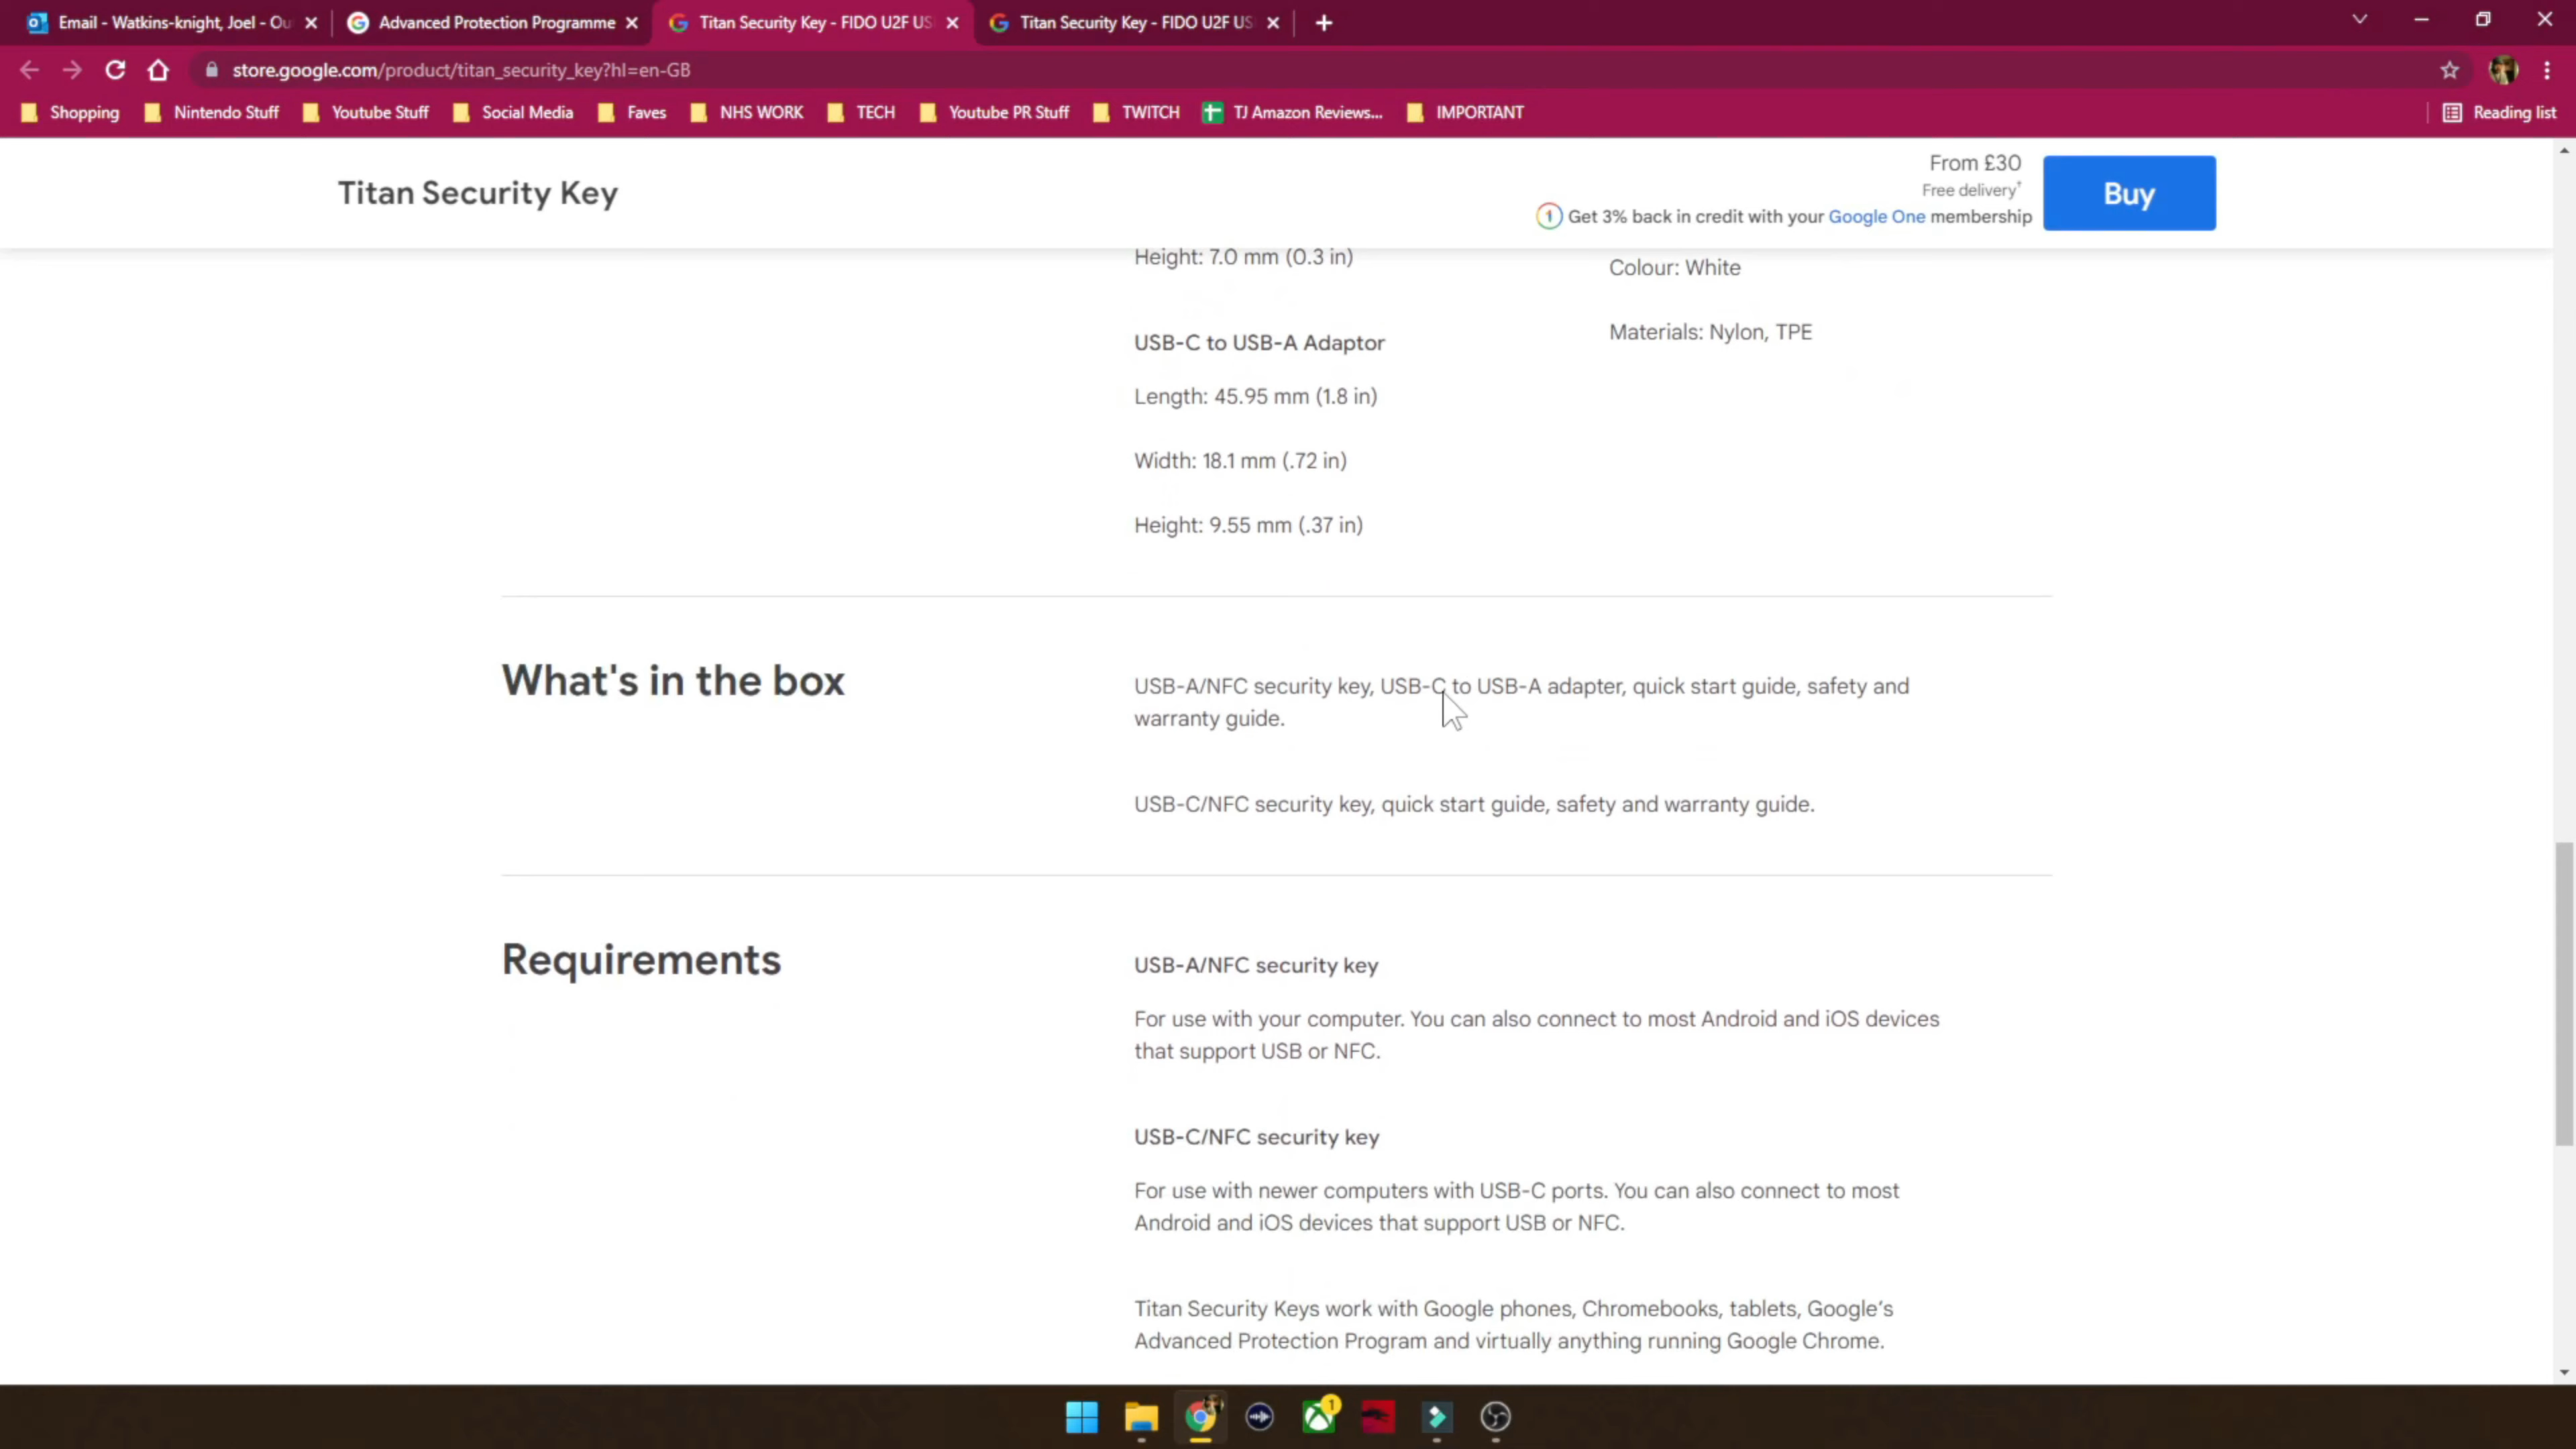 Email - Watkins-knight, Joel - Ou
Advanced Protection Programme
Titan Security Key - FIDO U2F US
Titan Security Key - FIDO U2F US
store.google.com/product/titan_security_key?hl=en-GB
Shopping
Nintendo Stuff
Youtube Stuff
Social Media
Faves
NHS WORK
TECH
Youtube PR Stuff
TWITCH
TJ Amazon Reviews...
IMPORTANT
Reading list
Titan Security Key
From £30
Free delivery†
Get 3% back in credit with your Google One membership
Buy
Height: 7.0 mm (0.3 in)
Colour: White
Materials: Nylon, TPE
USB-C to USB-A Adaptor
Length: 45.95 mm (1.8 in)
Width: 18.1 mm (.72 in)
Height: 9.55 mm (.37 in)
What's in the box
USB-A/NFC security key, USB-C to USB-A adapter, quick start guide, safety and
warranty guide.
USB-C/NFC security key, quick start guide, safety and warranty guide.
Requirements
USB-A/NFC security key
For use with your computer. You can also connect to most Android and iOS devices
that support USB or NFC.
USB-C/NFC security key
For use with newer computers with USB-C ports. You can also connect to most
Android and iOS devices that support USB or NFC.
Titan Security Keys work with Google phones, Chromebooks, tablets, Google's
Advanced Protection Program and virtually anything running Google Chrome.
1